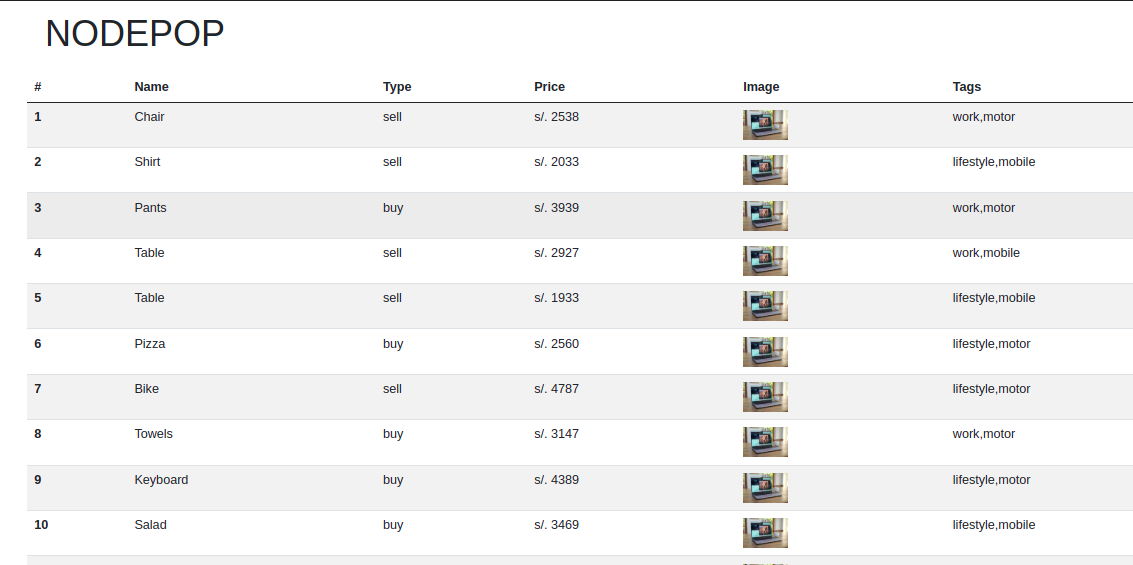 NODEPOP
# Name Type Price Image Tags
1 Chair sell s/. 2538 work,motor
2 Shirt sell s/. 2033 lifestyle,mobile
3 Pants buy s/. 3939 work,motor
4 Table sell s/. 2927 work,mobile
5 Table sell s/. 1933 lifestyle,mobile
6 Pizza buy s/. 2560 lifestyle,motor
7 Bike sell s/. 4787 lifestyle,motor
8 Towels buy s/. 3147 work,motor
9 Keyboard buy s/. 4389 lifestyle,motor
10 Salad buy s/. 3469 lifestyle,mobile